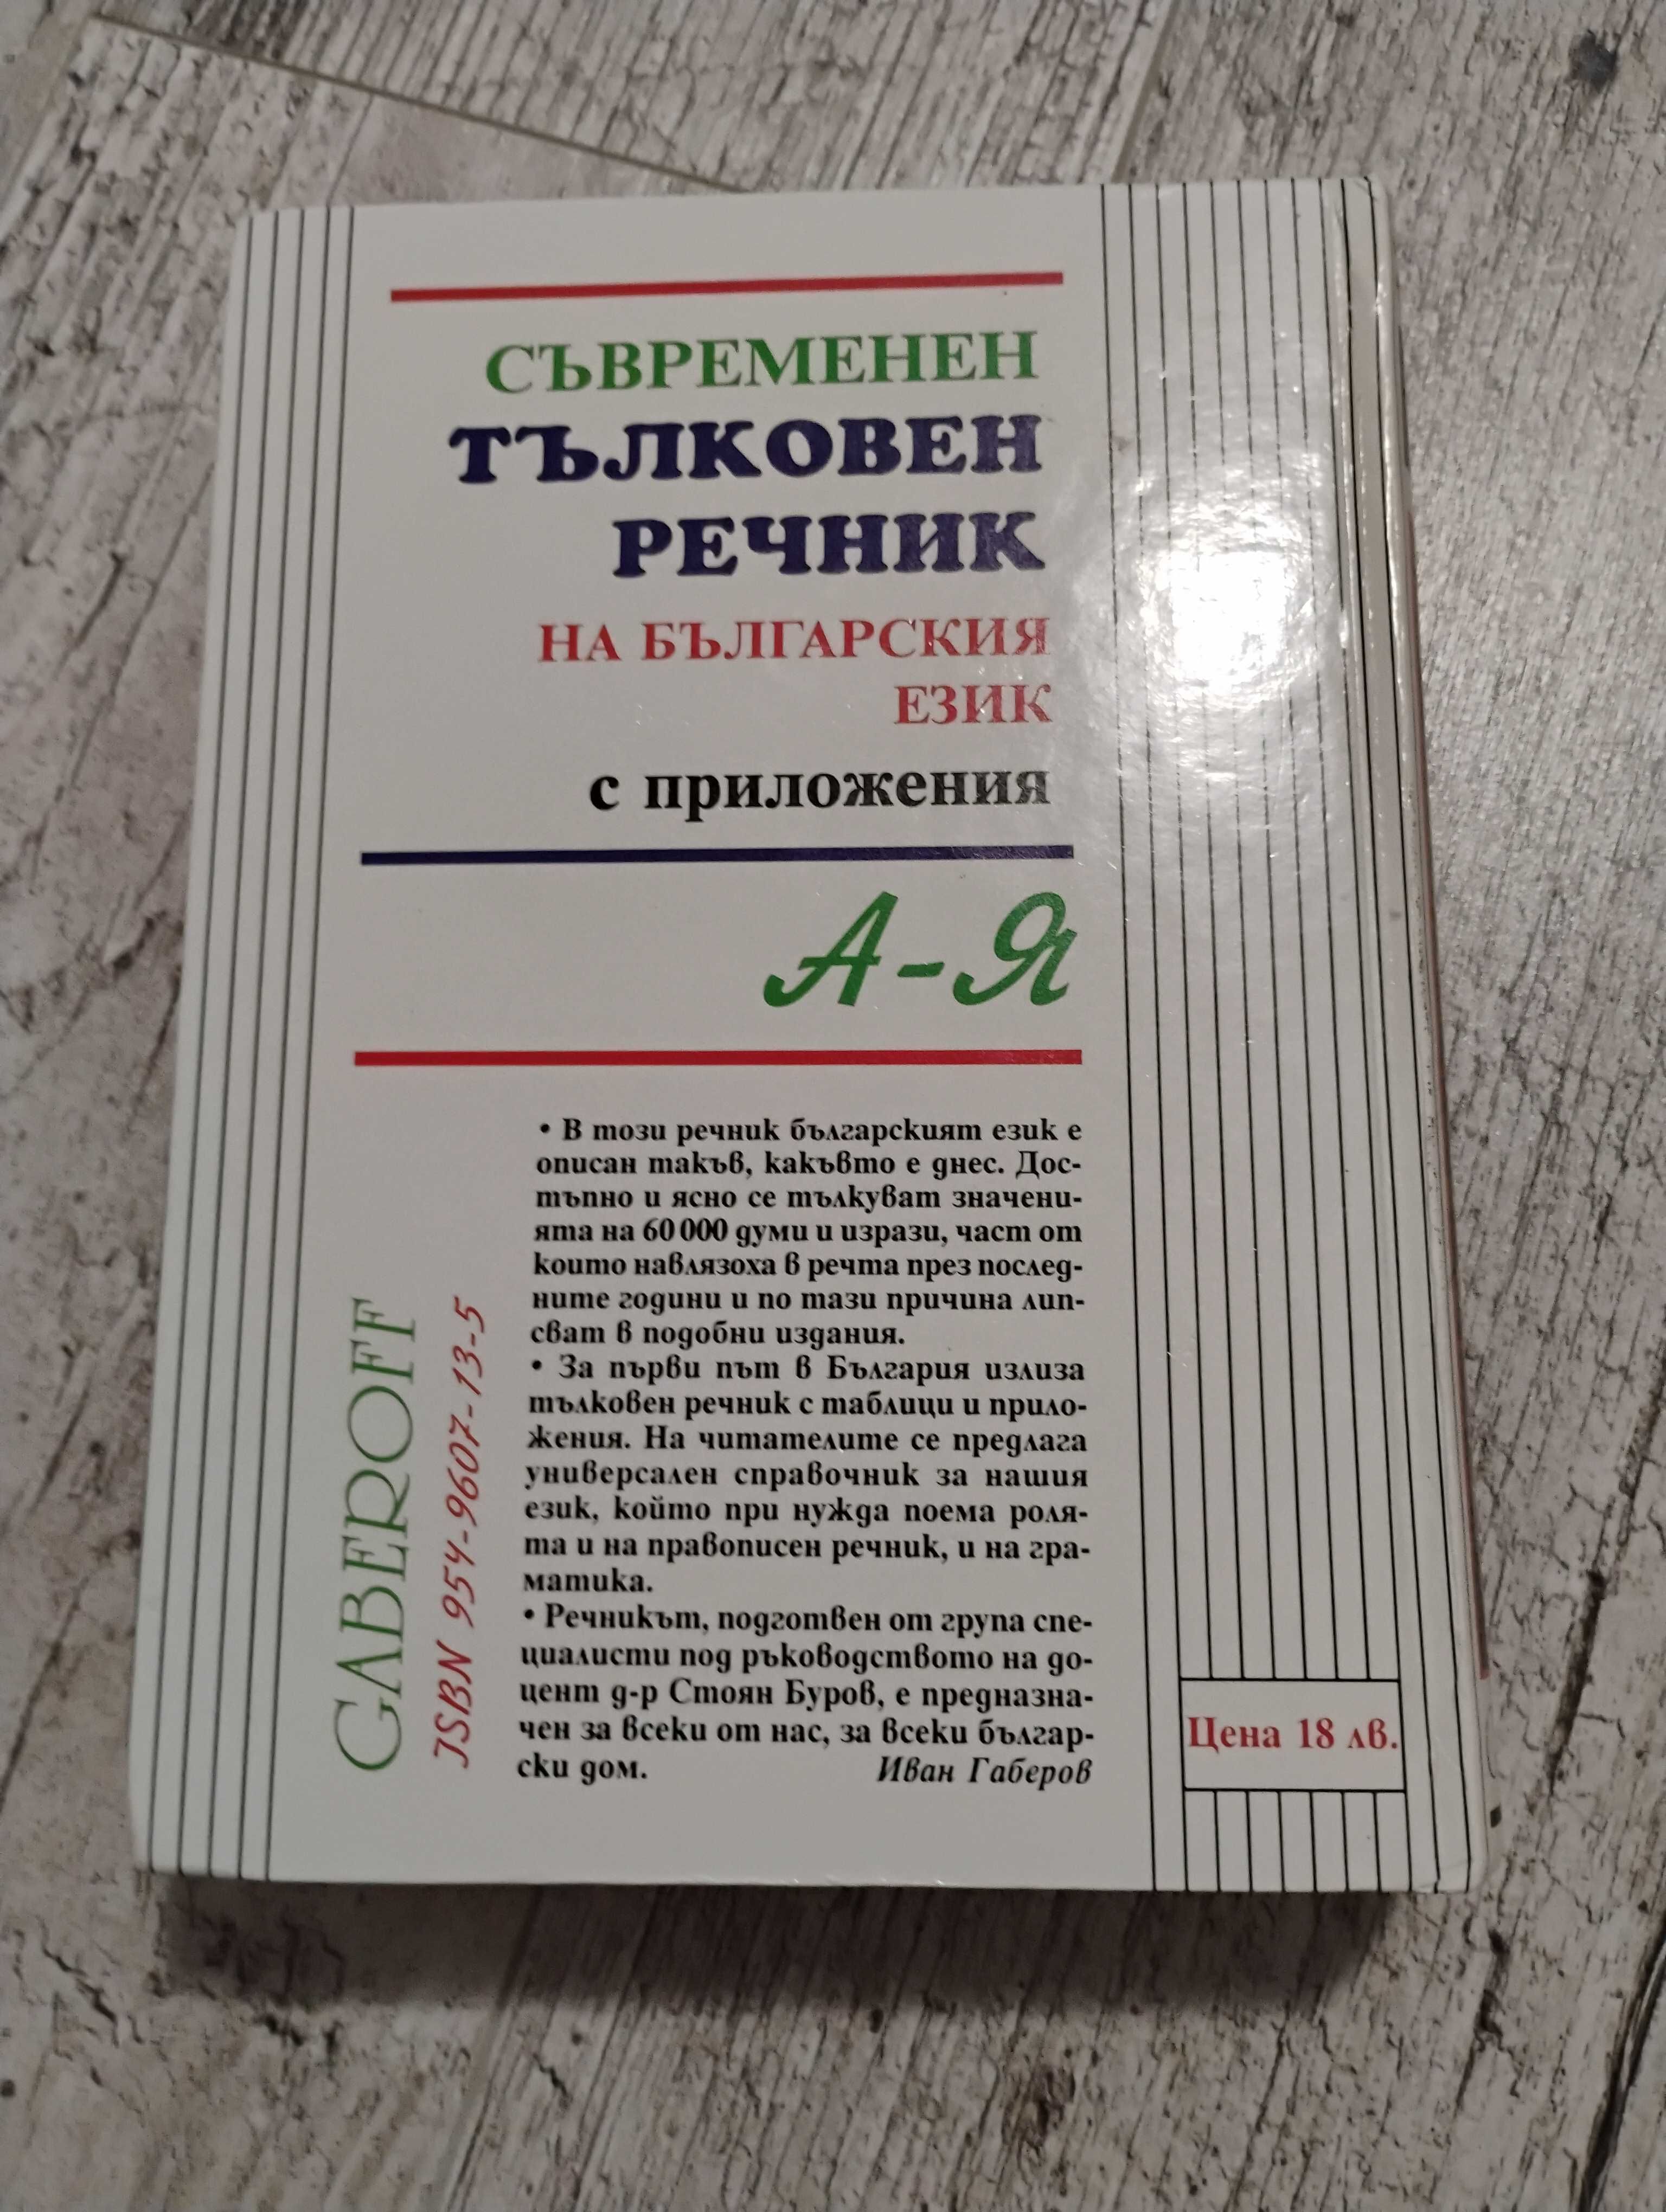 СЪВРЕМЕНЕН
ТЪЛКОВЕН
РЕЧНИК
НА БЪЛГАРСКИЯ
ЕЗИК
с приложения
А-Я
• В този речник българският език е
описан такъв, какъвто е днес. Дос-
тъпно и ясно се тълкуват значени-
ята на 60 000 думи и изрази, част от
които навлязоха в речта през послед-
ните години и по тази причина лип-
сват в подобни издания.
• За първи път в България излиза
тълковен речник с таблици и прило-
жения. На читателите се предлага
универсален справочник за нашия
език, който при нужда поема роля-
та и на правописен речник, и на гра-
матика.
• Речникът, подготвен от група спе-
циалисти под ръководството на до-
цент д-р Стоян Буров, е предназна-
чен за всеки от нас, за всеки българ-
ски дом. Иван Габеров
GABEROFF
ISBN 954-9607-13-5
Цена 18 лв.